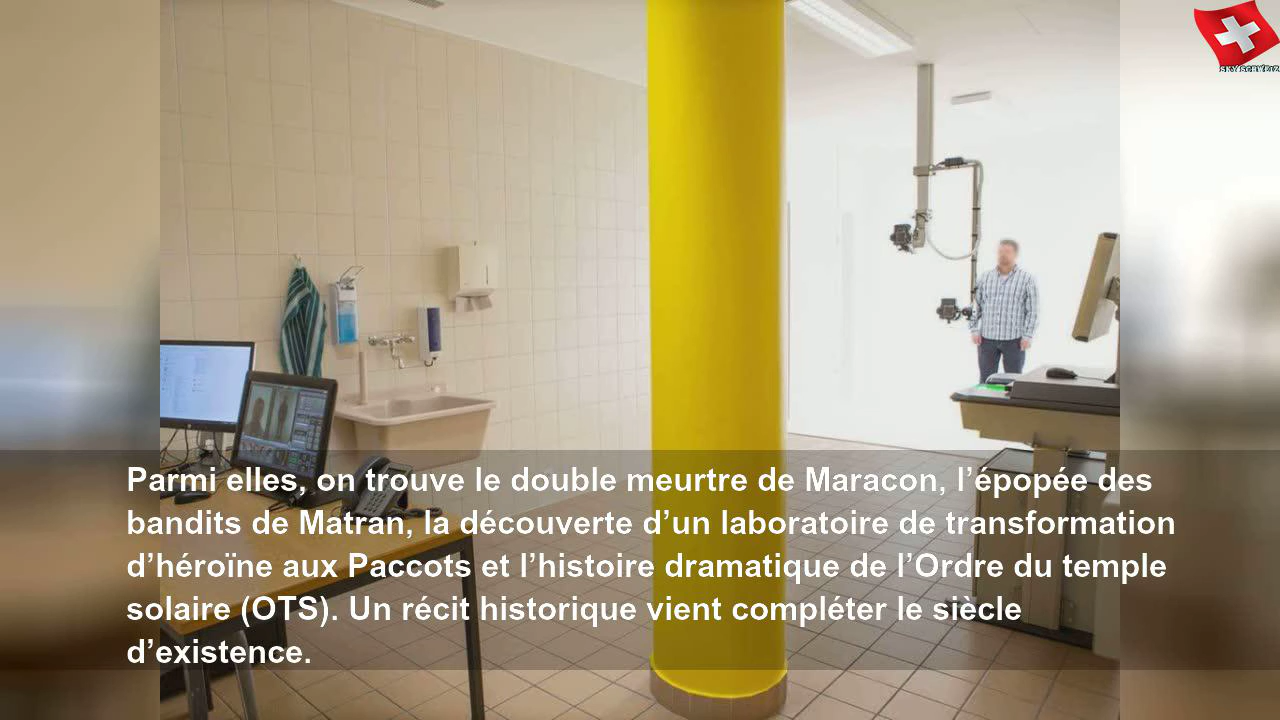 SKY SCHWEIZ
Parmi elles, on trouve le double meurtre de Maracon, l’épopée des
bandits de Matran, la découverte d’un laboratoire de transformation
d’héroïne aux Paccots et l’histoire dramatique de l’Ordre du temple
solaire (OTS). Un récit historique vient compléter le siècle
d’existence.